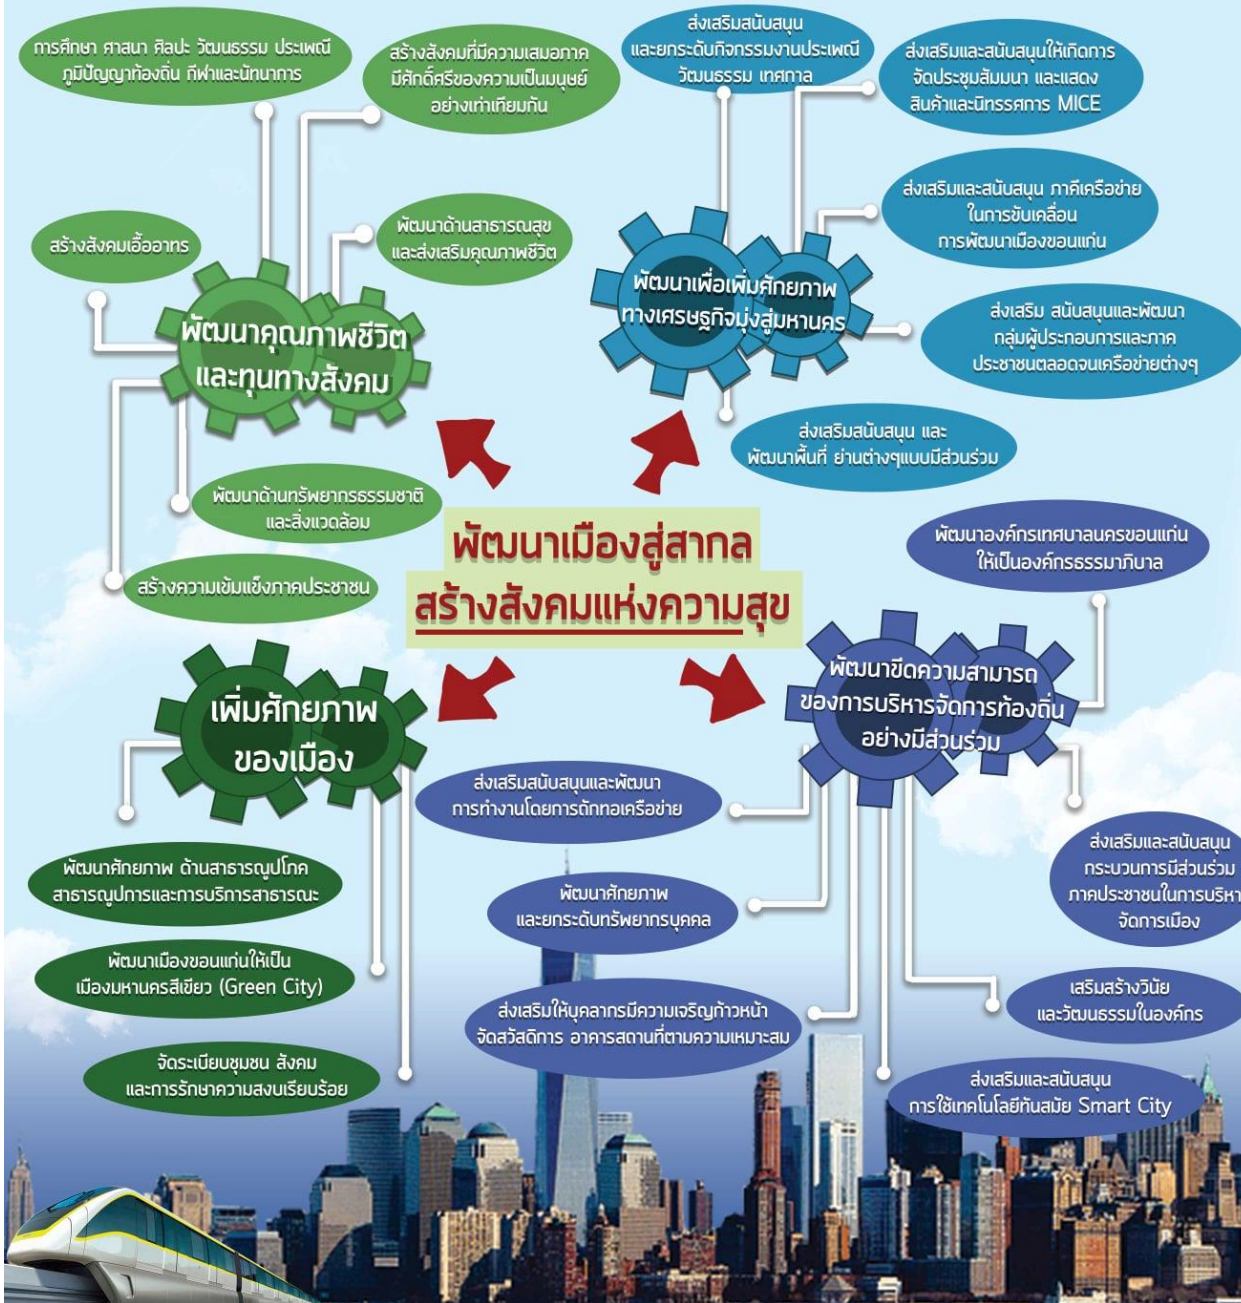 การศึกษา ศาสนา ศิลปะ วัฒนธรรม ประเพณี
ภูมิปัญญาท้องถิ่น กีฬาและนัทนาการ
สร้างสังคมที่มีความเสมอภาค
มีศักดิ์ศรีของความเป็นมนุษย์
อย่างเท่าเทียมกัน
สร้างสังคมเอื้ออาทร
พัฒนาด้านสาธารณสุข
และส่งเสริมคุณภาพชีวิต
พัฒนาคุณภาพชีวิต
และทุนทางสังคม
พัฒนาด้านทรัพยากรธรรมชาติ
และสิ่งแวดล้อม
สร้างความเข้มแข็งภาคประชาชน
ส่งเสริมสนับสนุน
และยกระดับกิจกรรมงานประเพณี
วัฒนธรรม เทศกาล
ส่งเสริมและสนับสนุนให้เกิดการ
จัดประชุมสัมมนา และแสดง
สินค้าและนิทรรศการ MICE
ส่งเสริมและสนับสนุน ภาคีเครือข่าย
ในการขับเคลื่อน
การพัฒนาเมืองขอนแก่น
พัฒนาเพื่อเพิ่มศักยภาพ
ทางเศรษฐกิจมุ่งสู่มหานคร
ส่งเสริม สนับสนุนและพัฒนา
กลุ่มผู้ประกอบการและภาค
ประชาชนตลอดจนเครือข่ายต่างๆ
ส่งเสริมสนับสนุน และ
พัฒนาพื้นที่ ย่านต่างๆแบบมีส่วนร่วม
พัฒนาเมืองสู่สากล
สร้างสังคมแห่งความสุข
เพิ่มศักยภาพ
ของเมือง
พัฒนาศักยภาพ ด้านสาธารณูปโภค
สาธารณูปการและการบริการสาธารณะ
พัฒนาเมืองขอนแก่นให้เป็น
เมืองมหานครสีเขียว (Green City)
จัดระเบียบชุมชน สังคม
และการรักษาความสงบเรียบร้อย
พัฒนาองค์กรเทศบาลนครขอนแก่น
ให้เป็นองค์กรธรรมาภิบาล
พัฒนาขีดความสามารถ
ของการบริหารจัดการท้องถิ่น
อย่างมีส่วนร่วม
ส่งเสริมสนับสนุนและพัฒนา
การทำงานโดยการถักทอเครือข่าย
พัฒนาศักยภาพ
และยกระดับทรัพยากรบุคคล
ส่งเสริมให้บุคลากรมีความเจริญก้าวหน้า
จัดสวัสดิการ อาคารสถานที่ตามความเหมาะสม
ส่งเสริมและสนับสนุน
กระบวนการมีส่วนร่วม
ภาคประชาชนในการบริหา
จัดการเมือง
เสริมสร้างวินัย
และวัฒนธรรมในองค์กร
ส่งเสริมและสนับสนุน
การใช้เทคโนโลยีทันสมัย Smart City